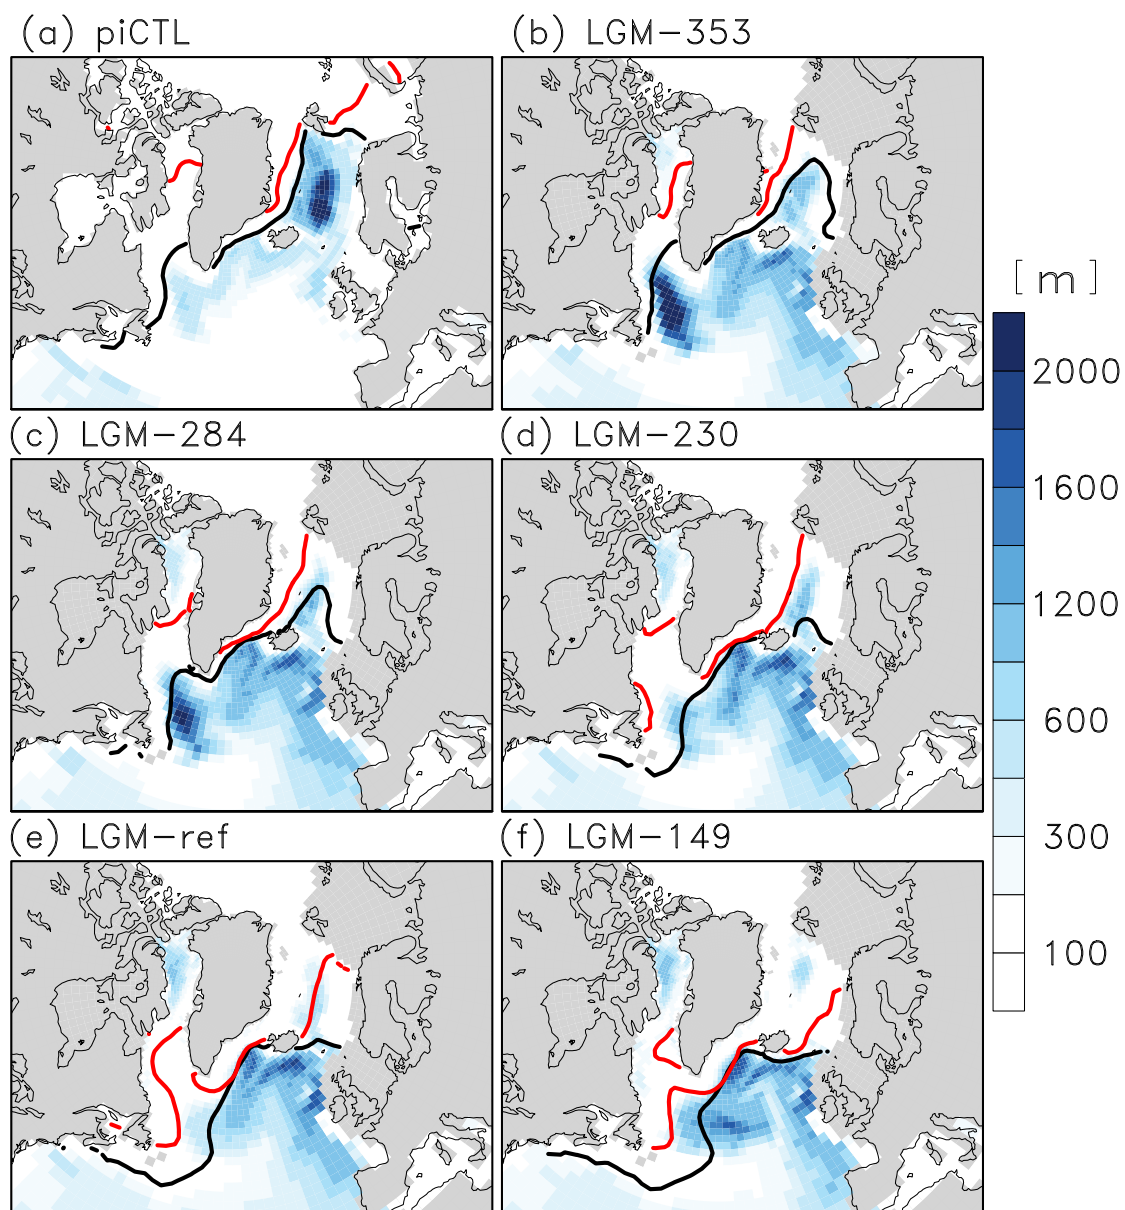 (a) piCTL
(b) LGM-353
[ m ]
2000
1600
1200
600
300
100
(c) LGM-284
(d) LGM-230
(e) LGM-ref
(f) LGM-149